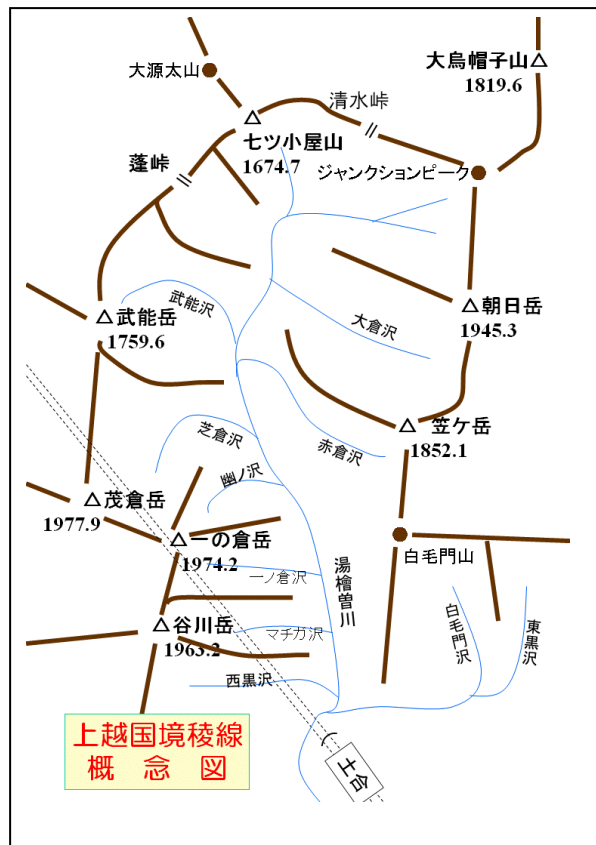 大源太山
大烏帽子山
1819.6
清水峠
七ツ小屋山
1674.7
蓬峠
ジャンクションピーク
武能沢
武能岳
1759.6
朝日岳
1945.3
大倉沢
笠ケ岳
1852.1
芝倉沢
赤倉沢
幽ノ沢
茂倉岳
1977.9
一の倉岳
1974.2
白毛門山
湯檜曽川
一ノ倉沢
白毛門沢
東黒沢
谷川岳
1963.2
マチガ沢
西黒沢
上越国境稜線
概念図
土合